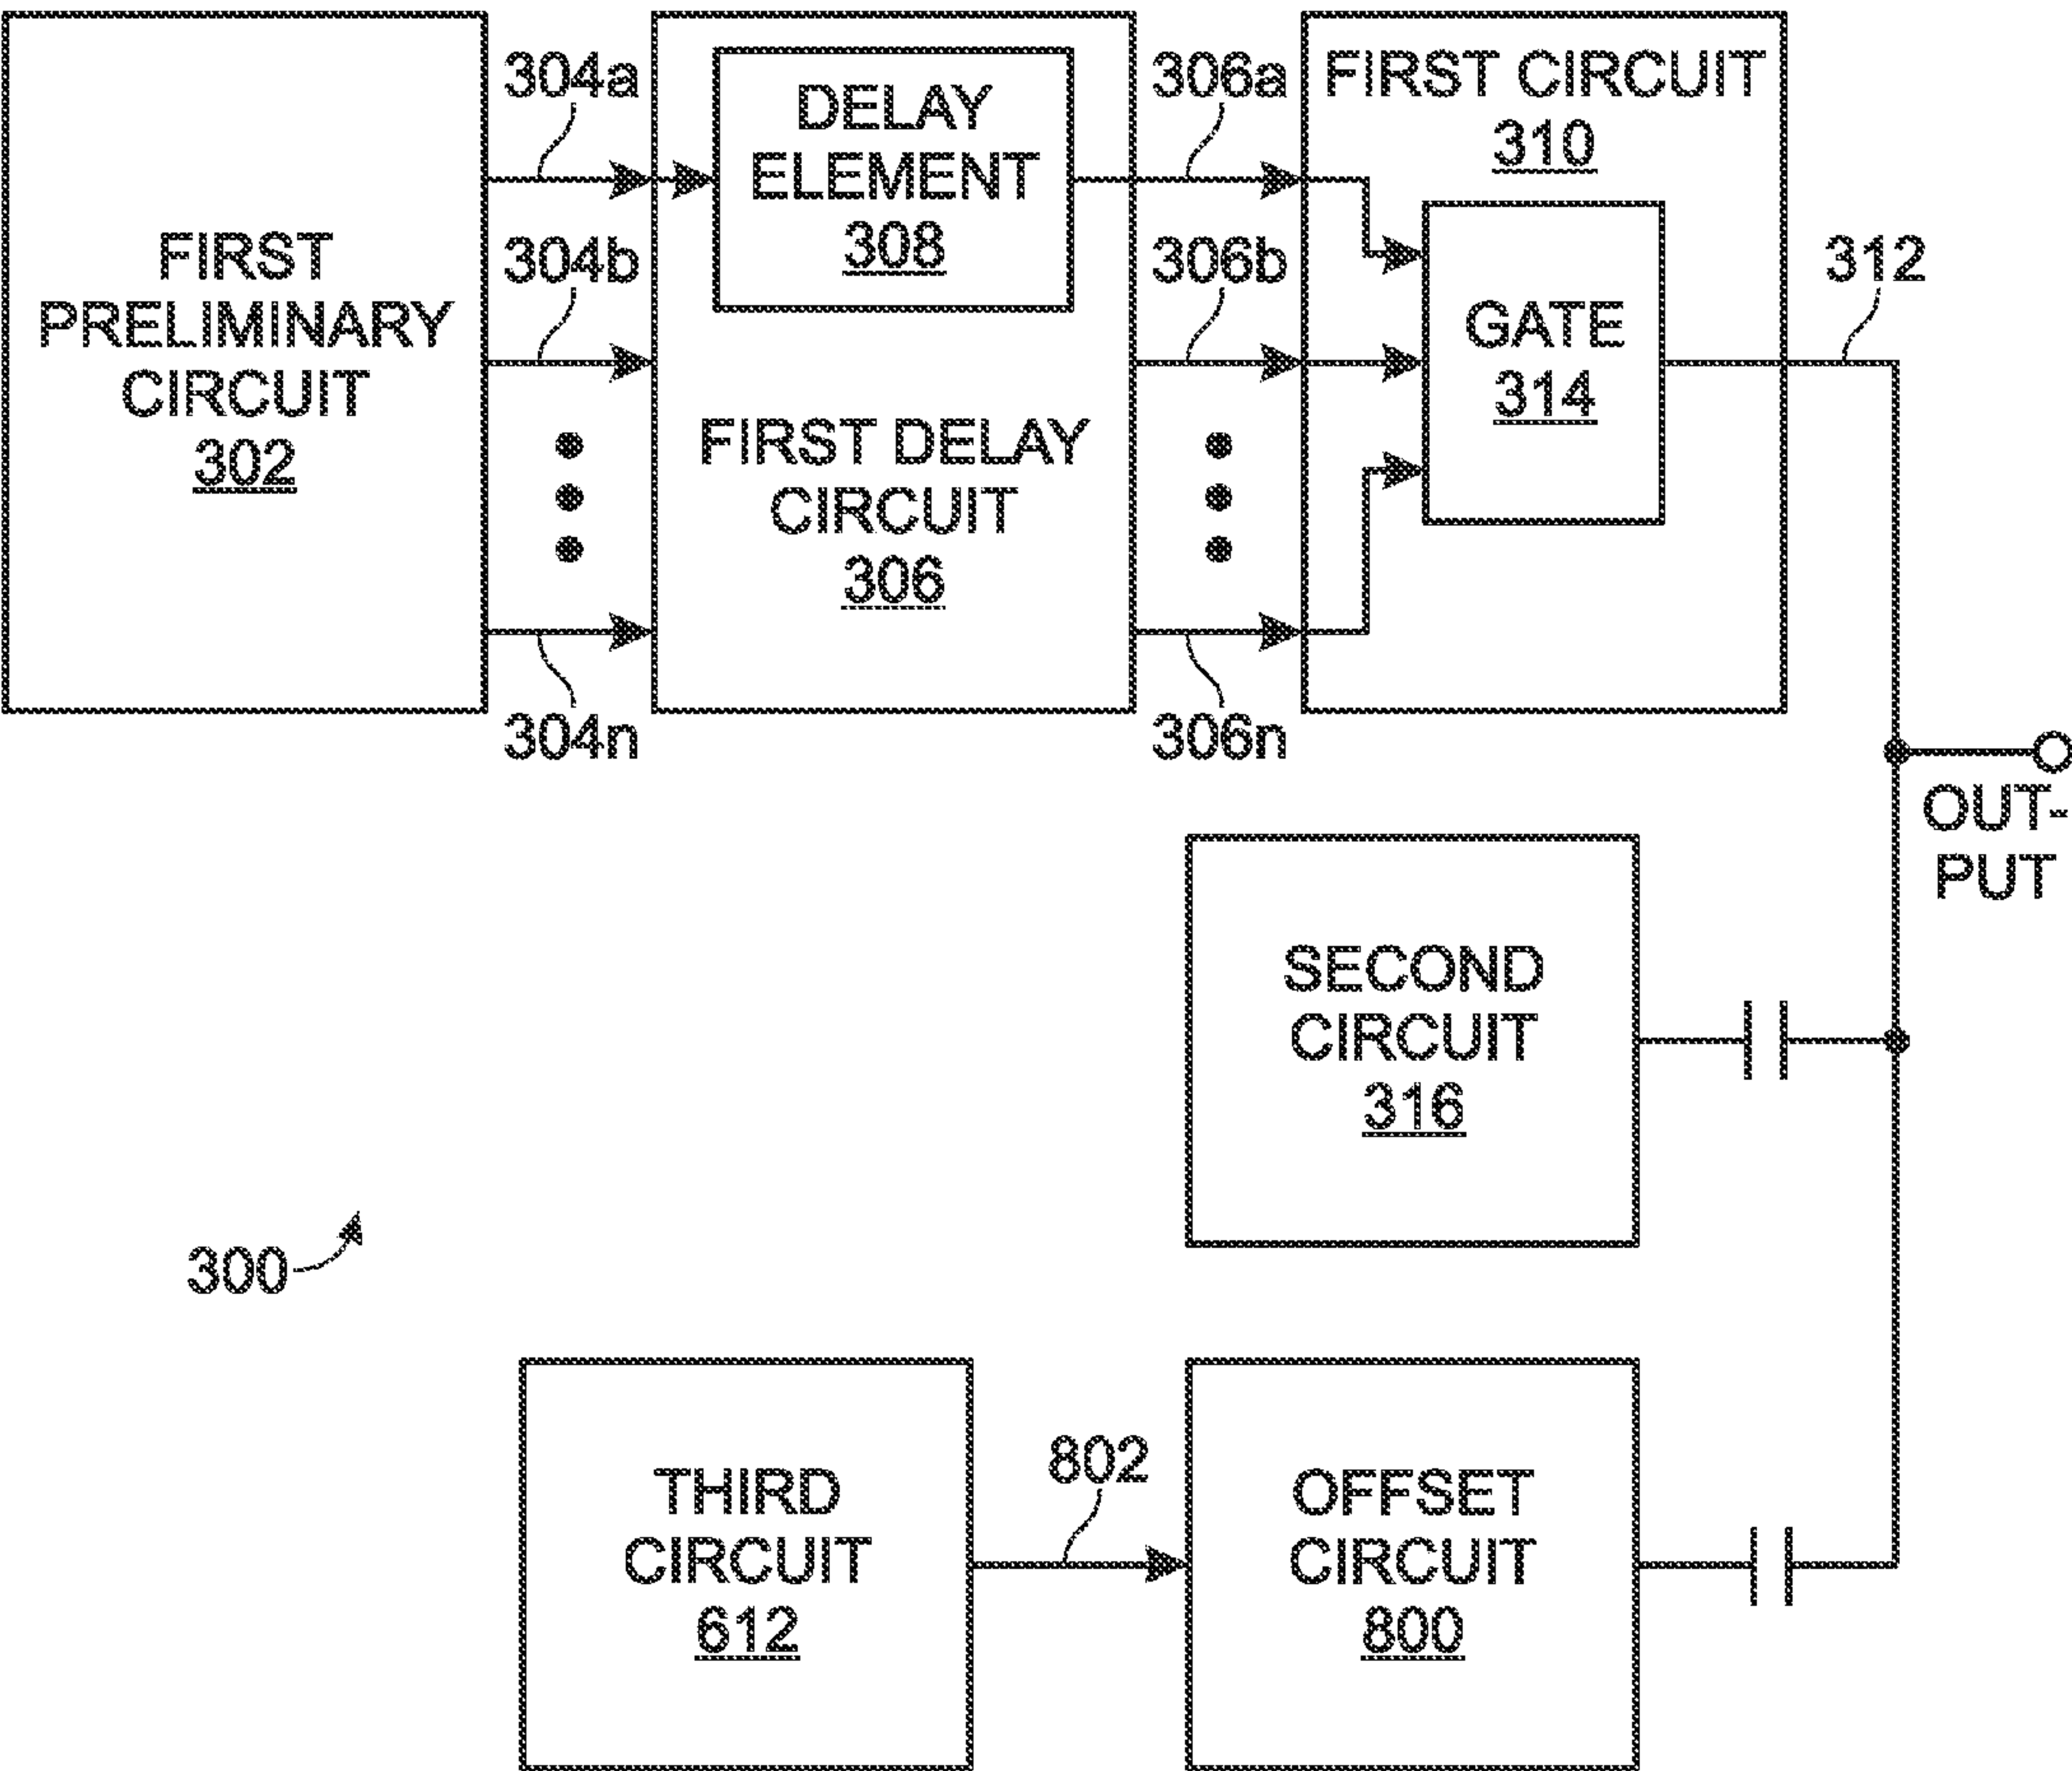 FIRST
PRELIMINARY
CIRCUIT
302
304a
304b
304n
DELAY
ELEMENT
308
FIRST DELAY
CIRCUIT
306
306a
306b
306n
FIRST CIRCUIT
310
GATE
314
312
OUT-
PUT
SECOND
CIRCUIT
316
300
THIRD
CIRCUIT
612
802
OFFSET
CIRCUIT
800